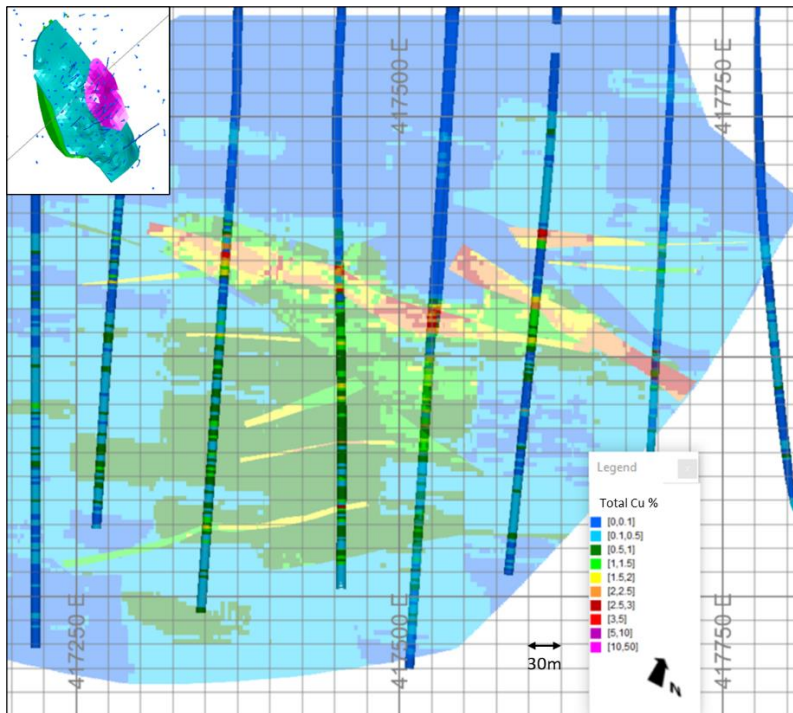 417500 E
417750 E
Legend
Total Cu %
[0,0.1]
[0.1,0.5]
[0.5,1]
[1,1.5]
[1.5,2]
[2,2.5]
[2.5,3]
[3,5]
[5,10]
[10,50]
417250 E
417500 E
417750 E
30m
N